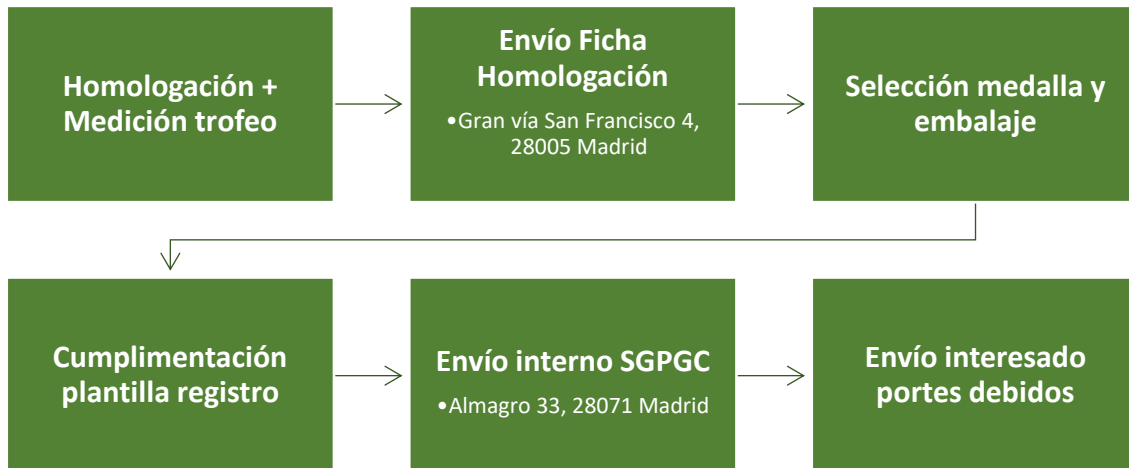 Homologación +
Medición trofeo
Envío Ficha
Homologación
•Gran vía San Francisco 4,
28005 Madrid
Selección medalla y
embalaje
Cumplimentación
plantilla registro
Envío interno SGPGC
•Almagro 33, 28071 Madrid
Envío interesado
portes debidos